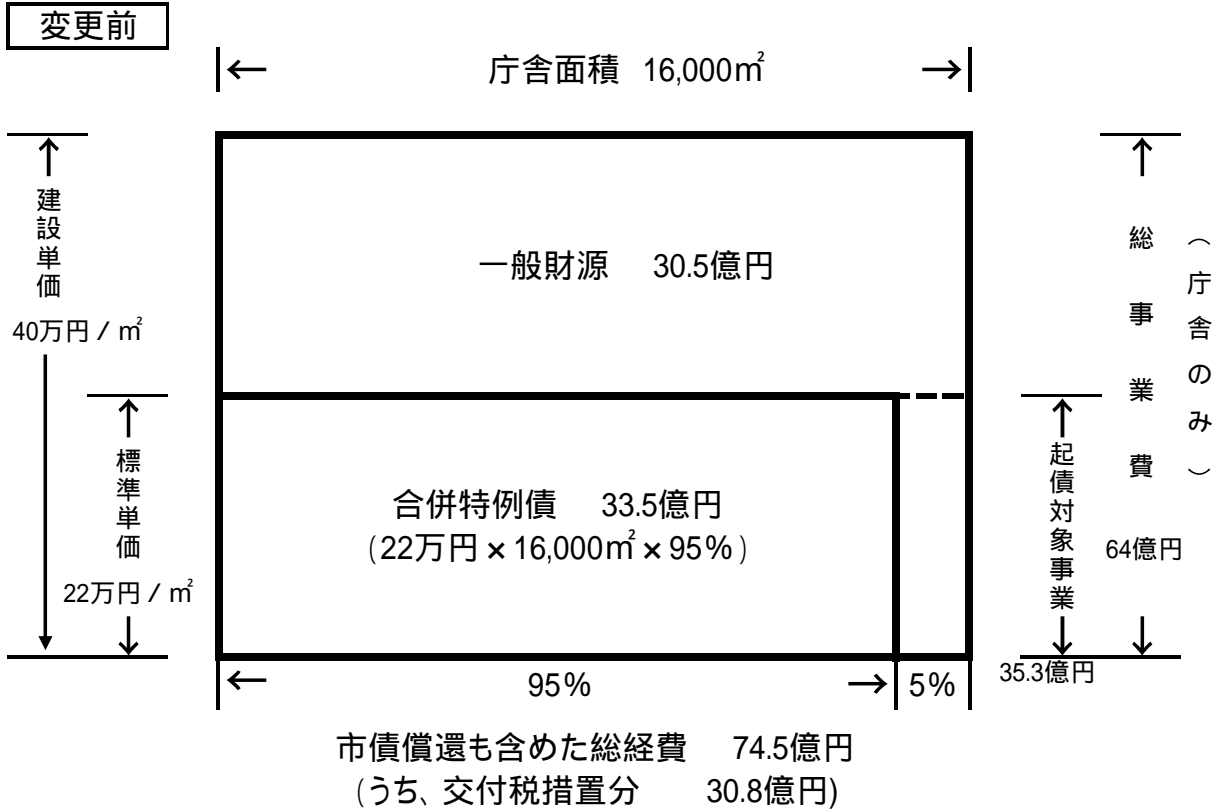 変更前
庁舎面積 16,000㎡
建設単価
40万円/㎡
標準単価
22万円/㎡
一般財源 30.5億円
合併特例債 33.5億円
(22万円×16,000㎡×95%)
起債対象事業
35.3億円
総事業費
64億円
(庁舎のみ)
95%
5%
市債償還も含めた総経費 74.5億円
(うち、交付税措置分 30.8億円)